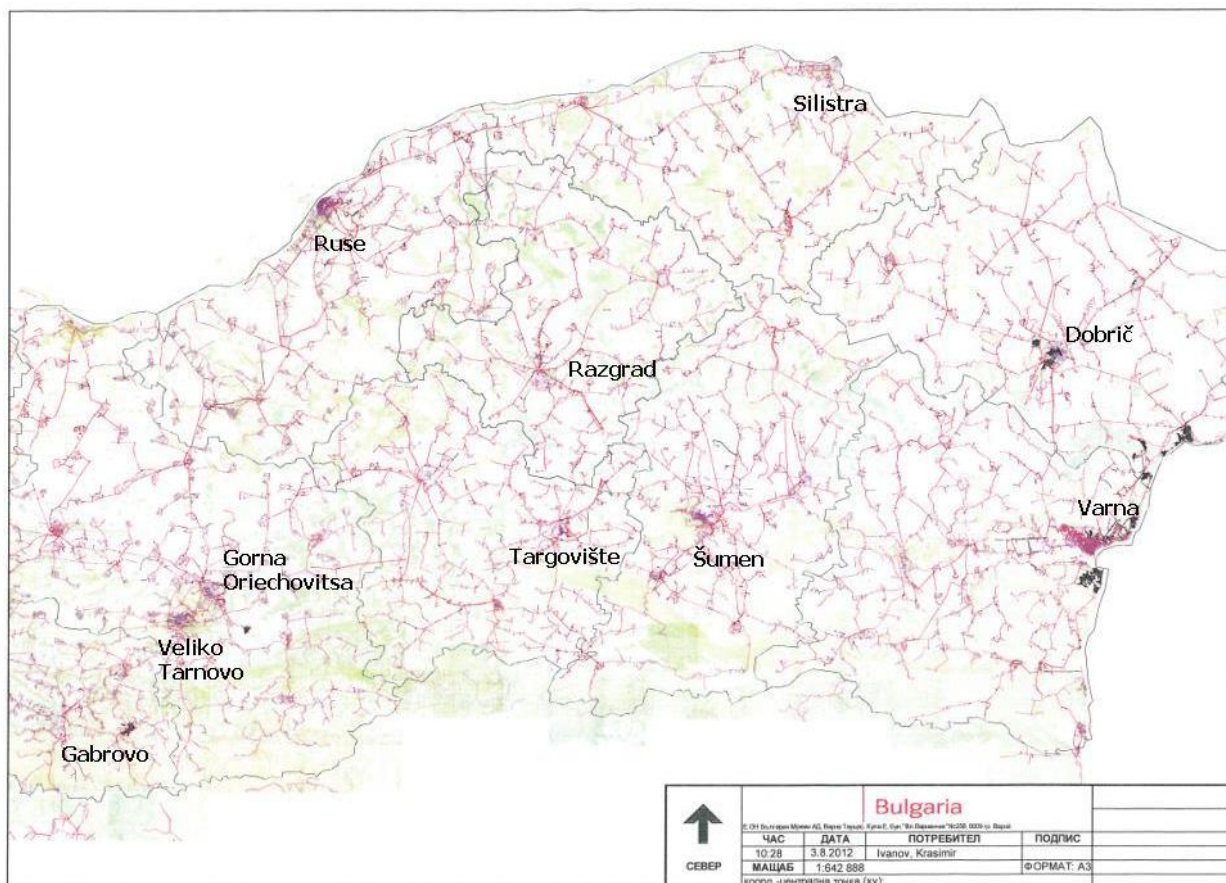 Silistra
Ruse
Dobrič
Razgrad
Varna
Gorna
Oriechovitsa
Targovište
Šumen
Veliko
Tarnovo
Gabrovo
Bulgaria
ЧАС ДАТА ПОТРЕБИТЕЛ ПОДПИС
10:28 3.8.2012 Ivanov, Krasimir
СЕВЕР
МАЩАБ 1:642 888 ФОРМАТ: A3